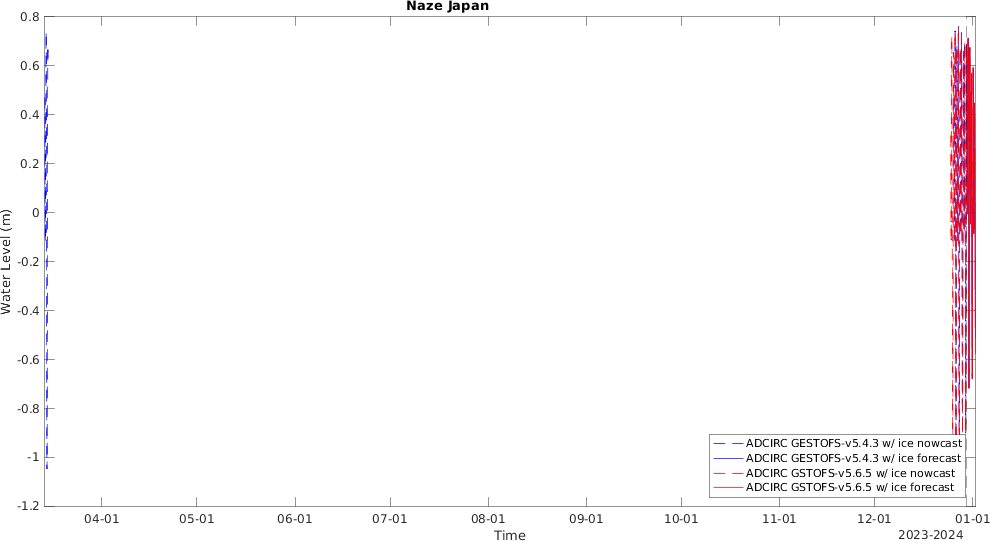 Naze Japan
0.8
0.6
0.4
0.2
0
-0.2
-0.4
-0.6
-0.8
-1
-1.2
Water Level (m)
ADCIRC GESTOFS-v5.4.3 w/ ice nowcast
ADCIRC GESTOFS-v5.4.3 w/ ice forecast
ADCIRC GSTOFS-v5.6.5 w/ ice nowcast
ADCIRC GSTOFS-v5.6.5 w/ ice forecast
04-01 05-01 06-01 07-01 08-01 09-01 10-01 11-01 12-01 01-01
Time
2023-2024